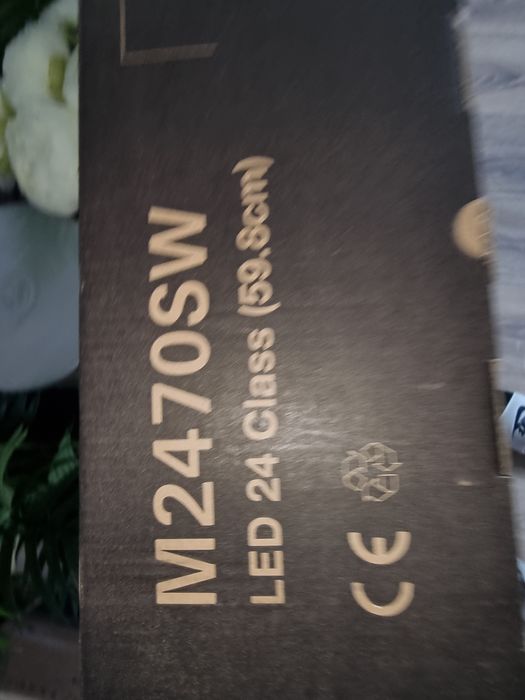 M2470SW
LED 24 Class (59.8cm)
CE